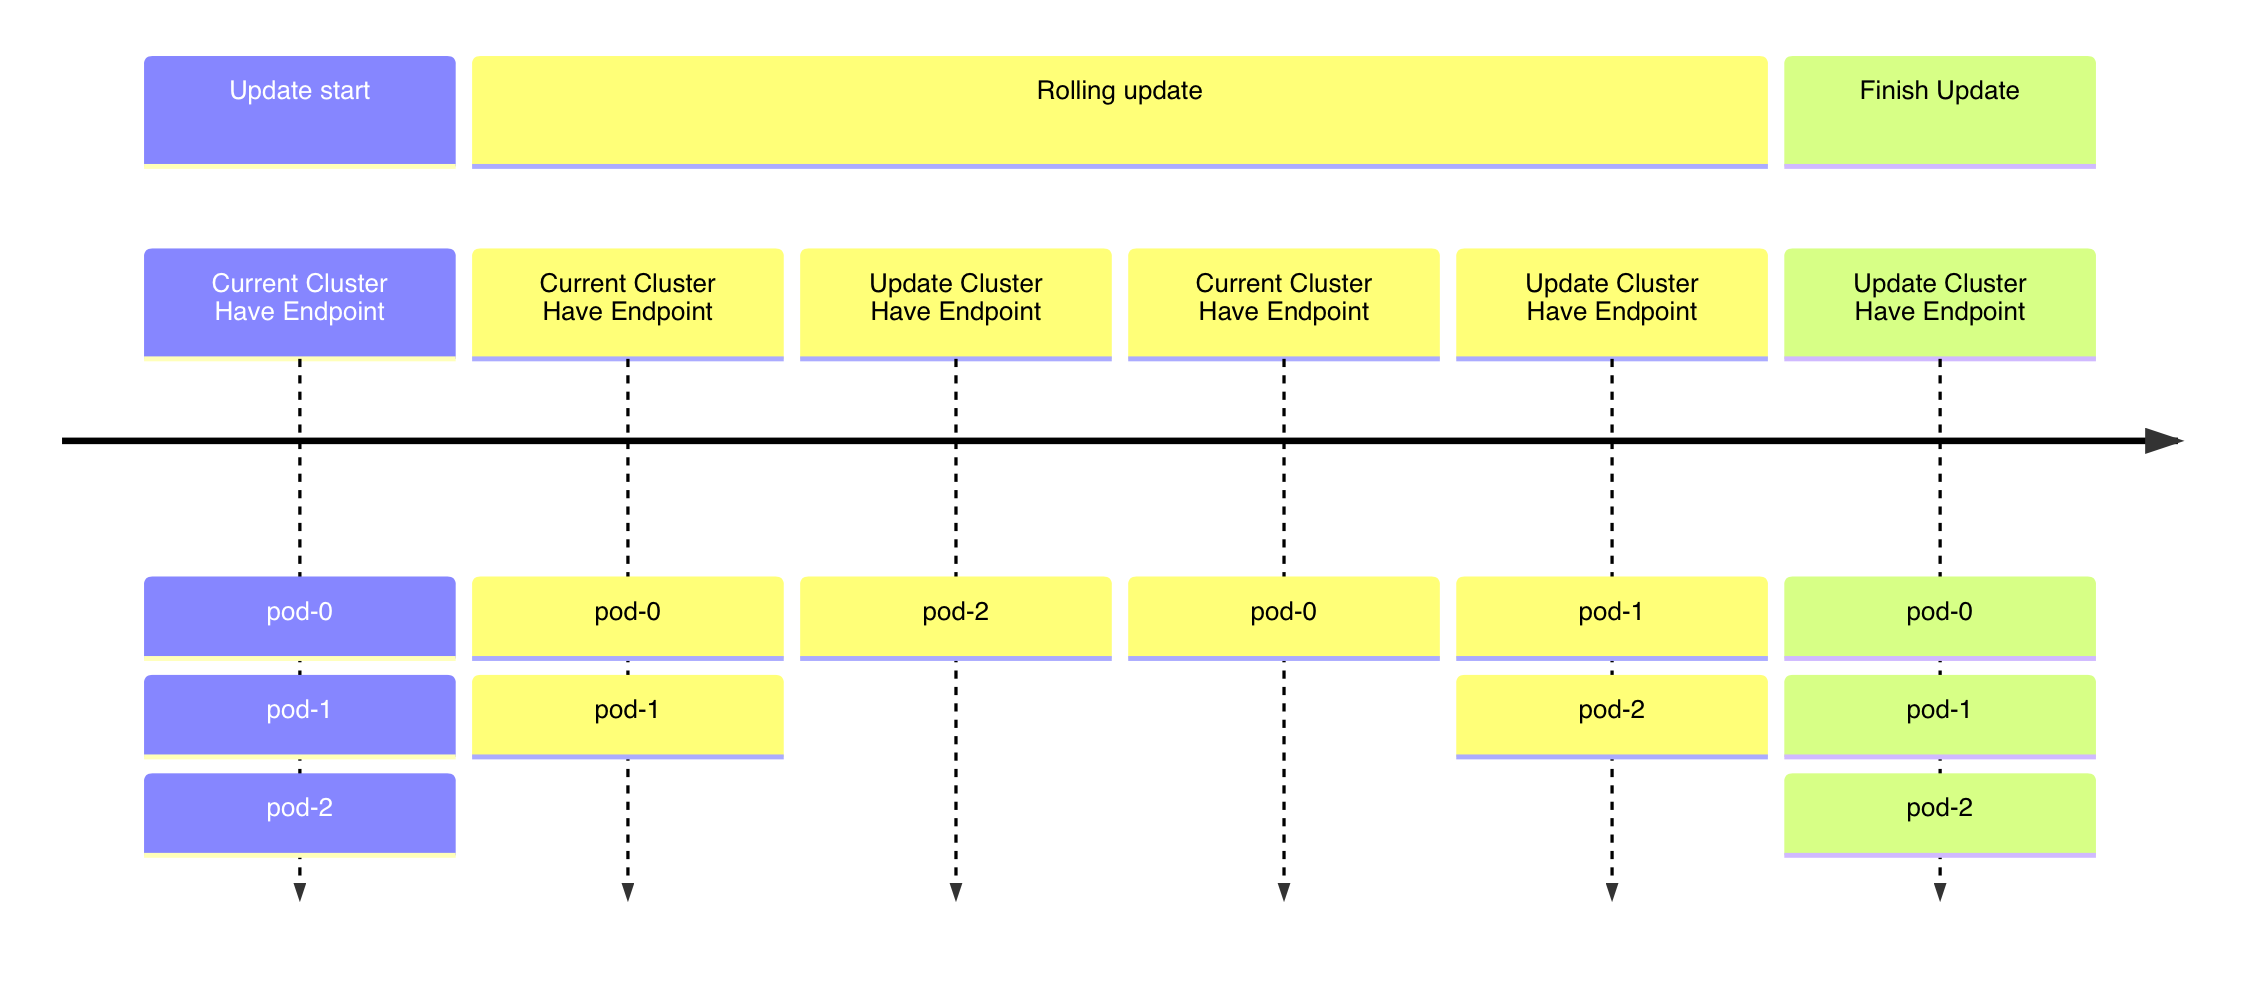 Update start
Rolling update
Finish Update
Current Cluster
Have Endpoint
Current Cluster
Have Endpoint
Update Cluster
Have Endpoint
Current Cluster
Have Endpoint
Update Cluster
Have Endpoint
Update Cluster
Have Endpoint
pod-0
pod-0
pod-2
pod-0
pod-1
pod-0
pod-1
pod-1
pod-2
pod-1
pod-2
pod-2